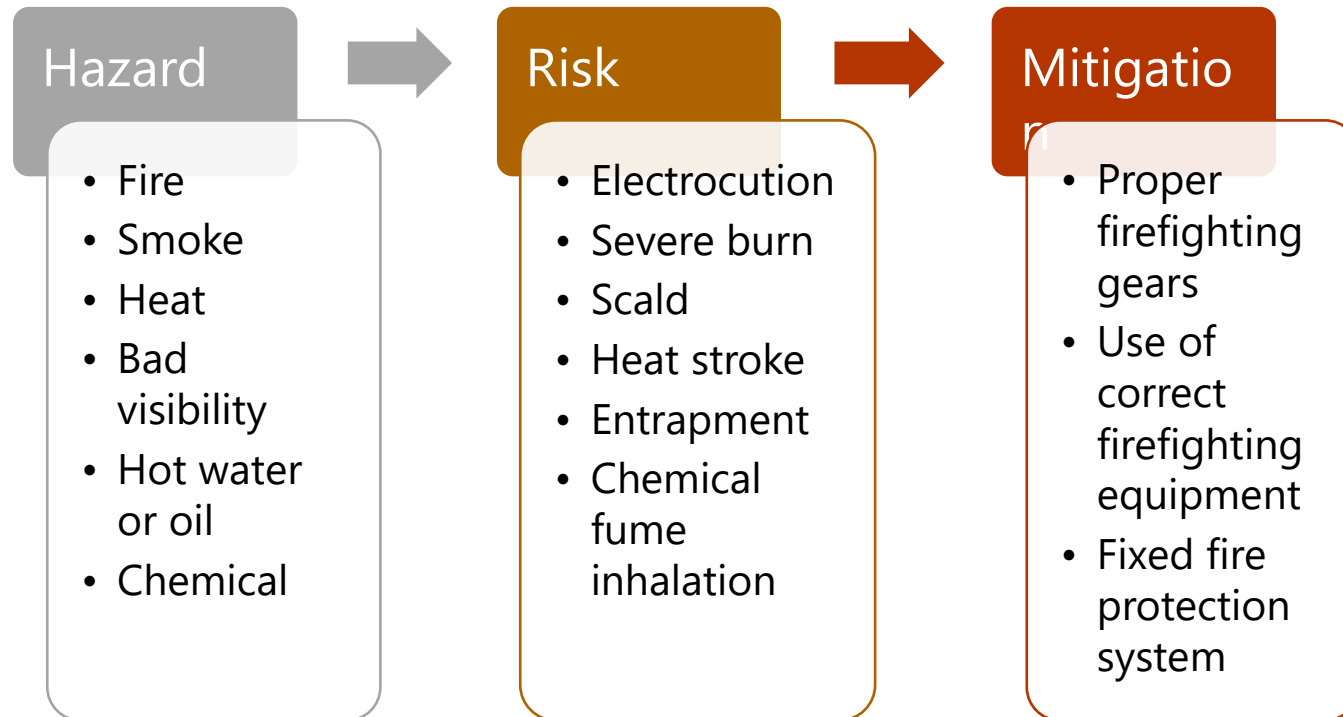 Hazard
• Fire
• Smoke
• Heat
• Bad
visibility
• Hot water
or oil
• Chemical
Risk
• Electrocution
• Severe burn
• Scald
• Heat stroke
• Entrapment
• Chemical
fume
inhalation
Mitigatio
n
• Proper
firefighting
gears
• Use of
correct
firefighting
equipment
• Fixed fire
protection
system